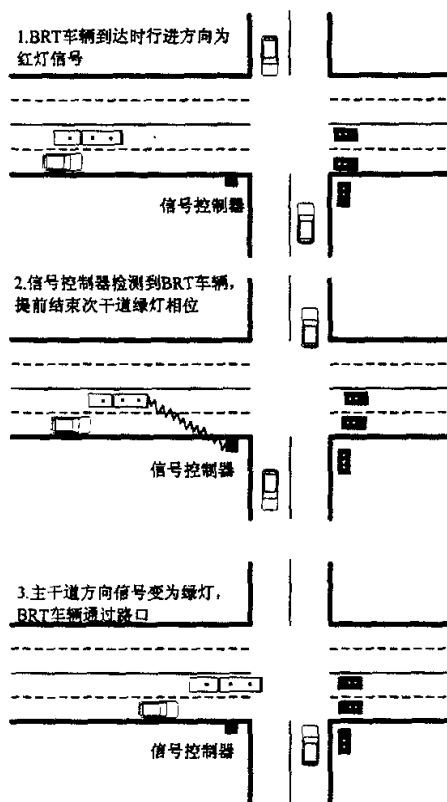 1.BRT车辆到达时行进方向为
红灯信号
信号控制器
2.信号控制器检测到BRT车辆,
提前结束次干道绿灯相位
信号控制器
3.主干道方向信号变为绿灯,
BRT车辆通过路口
信号控制器